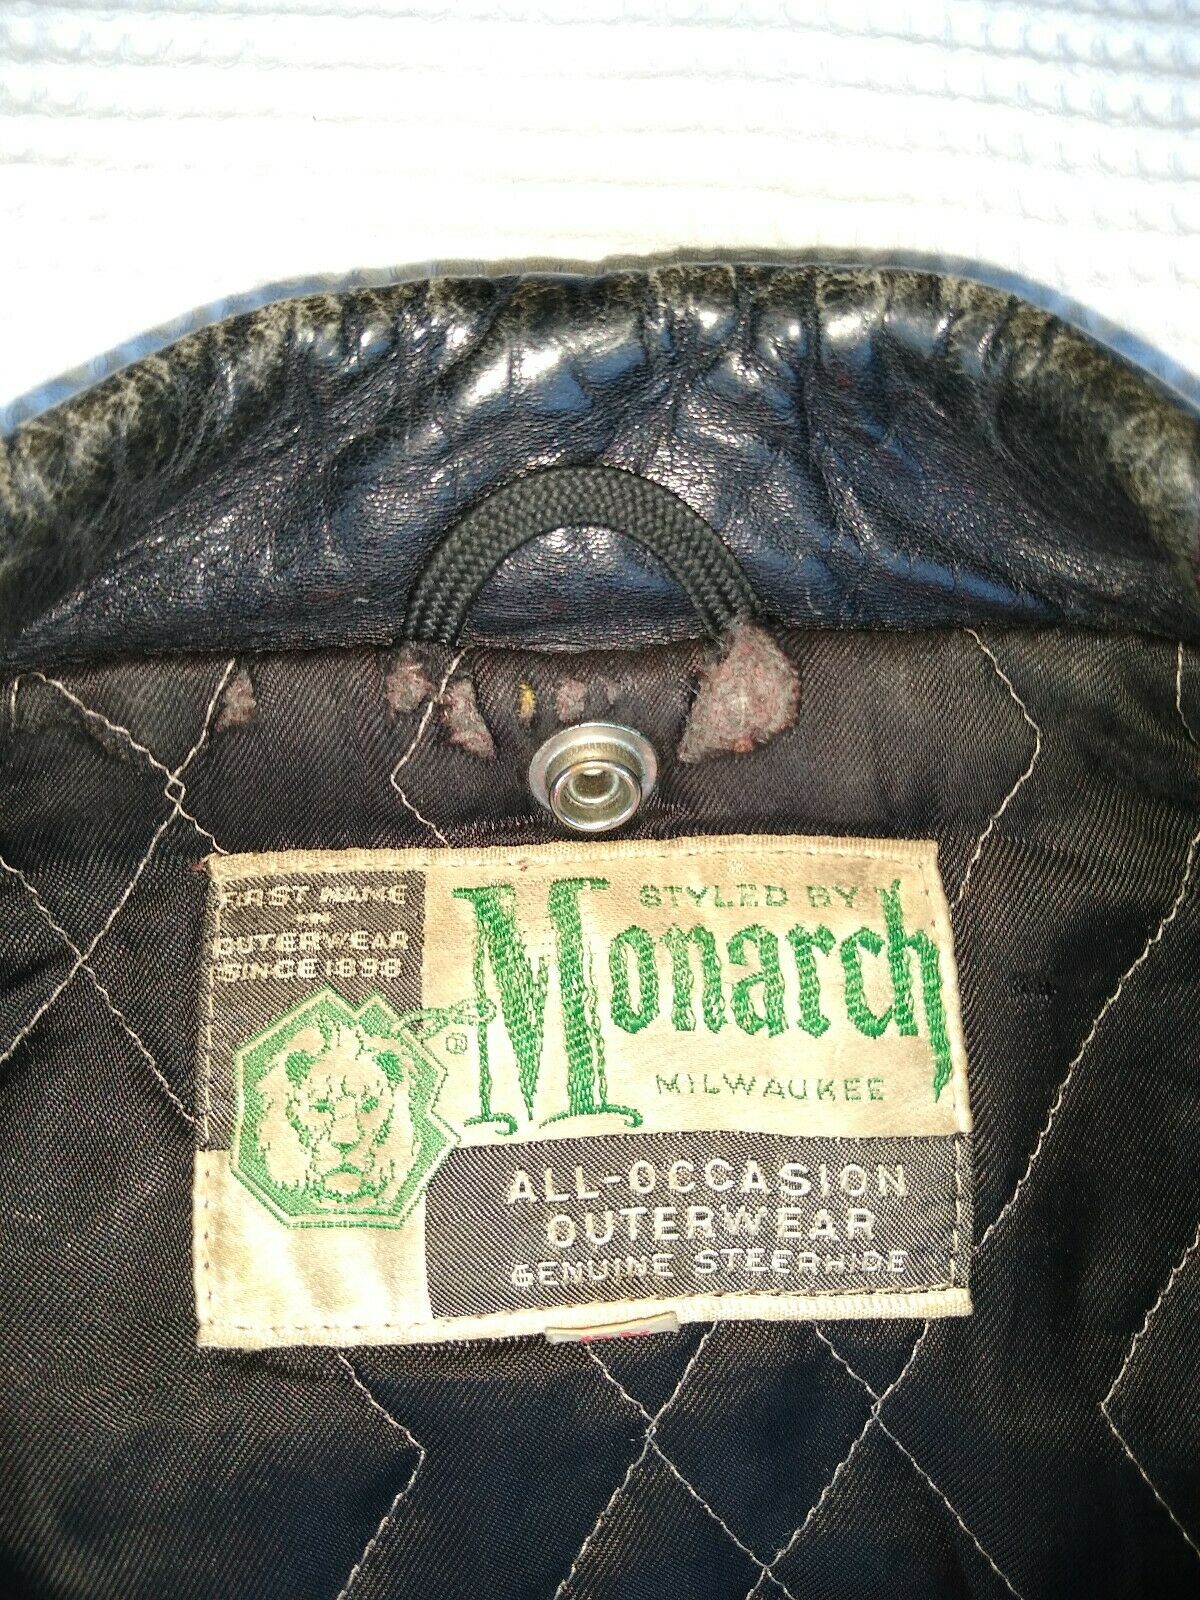 FIRST NAME
IN
OUTERWEAR
SINCE 1898
STYLED BY
Monarch
MILWAUKEE
®
ALL-OCCASION
OUTERWEAR
GENUINE STEERHIDE